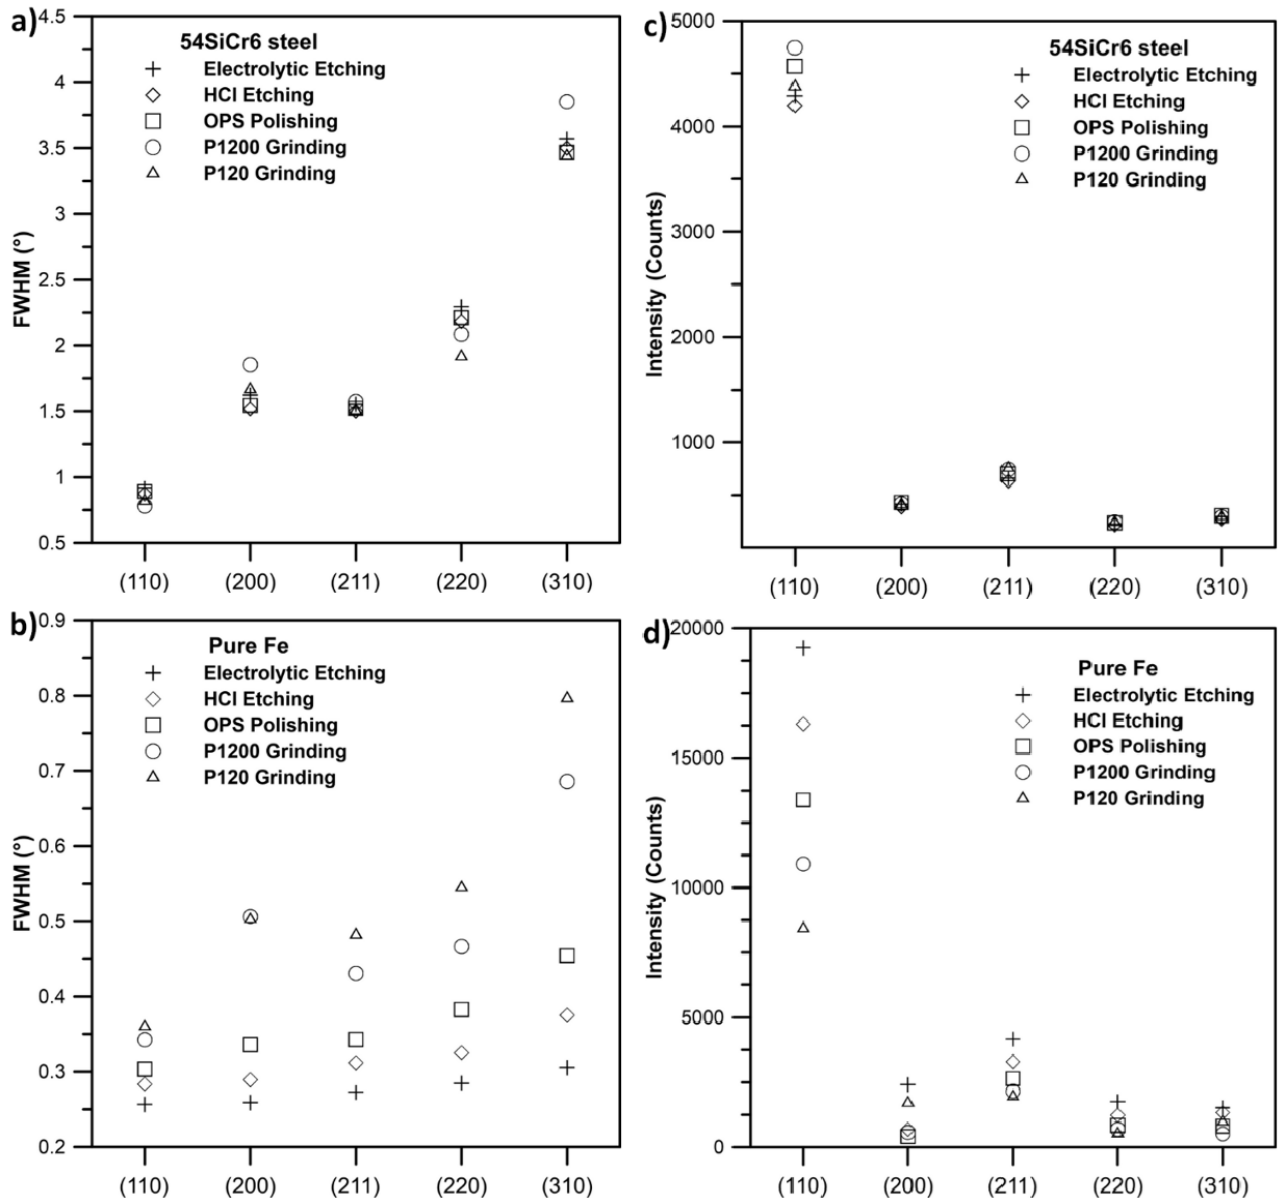 a)
4.5
4
3.5
3
2.5
2
1.5
1
0.5
FWHM (°)
54SiCr6 steel
Electrolytic Etching
HCl Etching
OPS Polishing
P1200 Grinding
P120 Grinding
(110) (200) (211) (220) (310)
c)
5000
4000
3000
2000
1000
Intensity (Counts)
54SiCr6 steel
Electrolytic Etching
HCl Etching
OPS Polishing
P1200 Grinding
P120 Grinding
(110) (200) (211) (220) (310)
b)
0.9
0.8
0.7
0.6
0.5
0.4
0.3
0.2
FWHM (°)
Pure Fe
Electrolytic Etching
HCl Etching
OPS Polishing
P1200 Grinding
P120 Grinding
(110) (200) (211) (220) (310)
d)
20000
15000
10000
5000
0
Intensity (Counts)
Pure Fe
Electrolytic Etching
HCl Etching
OPS Polishing
P1200 Grinding
P120 Grinding
(110) (200) (211) (220) (310)